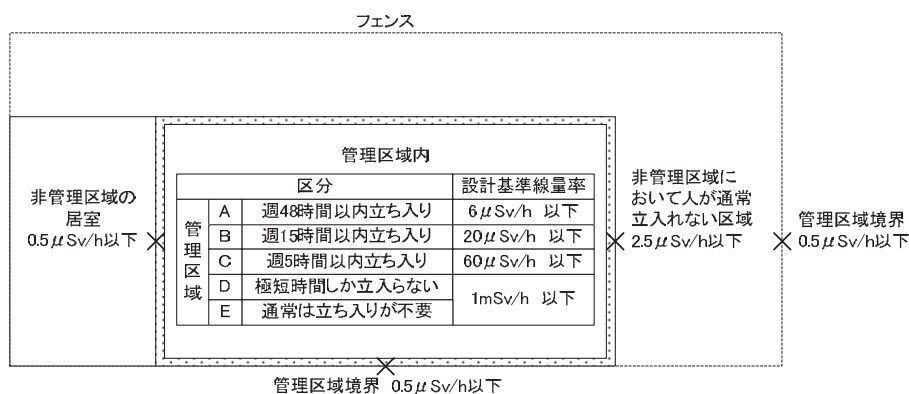 フェンス
管理区域内
区分 設計基準線量率
管理区域
A 週48時間以内立ち入り 6μSv/h 以下
B 週15時間以内立ち入り 20μSv/h 以下
C 週5時間以内立ち入り 60μSv/h 以下
D 極短時間しか立入らない 1mSv/h 以下
E 通常は立ち入りが不要
非管理区域の
居室
0.5μSv/h以下
非管理区域に
おいて人が通常
立入れない区域
2.5μSv/h以下
管理区域境界
0.5μSv/h以下
管理区域境界 0.5μSv/h以下